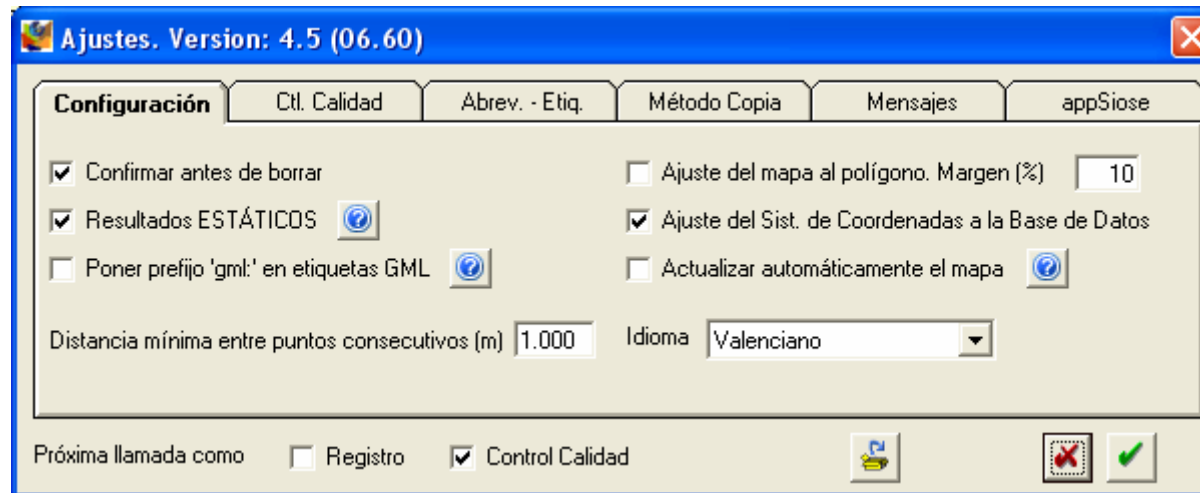 Ajustes. Version: 4.5 (06.60)
Configuración Ctl. Calidad Abrev. - Etiq. Método Copia Mensajes appSiose
Confirmar antes de borrar Ajuste del mapa al polígono. Margen (%) 10
Resultados ESTÁTICOS Ajuste del Sist. de Coordenadas a la Base de Datos
Poner prefijo 'gml:' en etiquetas GML Actualizar automáticamente el mapa
Distancia mínima entre puntos consecutivos (m) 1.000 Idioma Valenciano
Próxima llamada como Registro Control Calidad